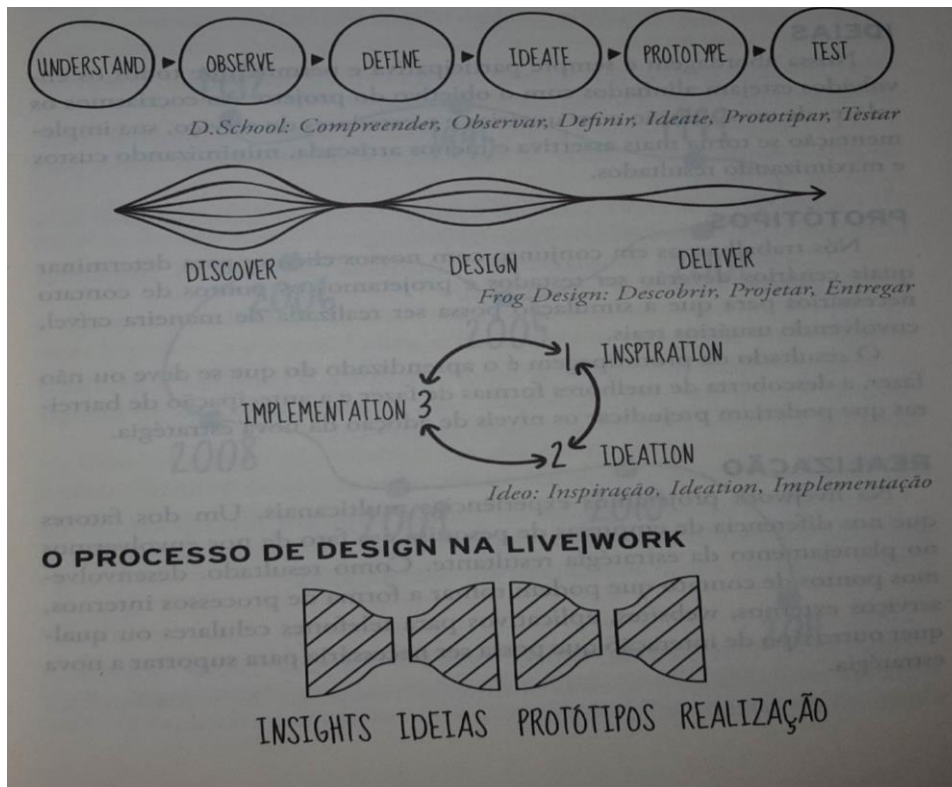 UNDERSTAND OBSERVE DEFINE IDEATE PROTOTYPE TEST
D.School: Compreender, Observar, Definir, Ideate, Prototipar, Testar
DISCOVER DESIGN DELIVER
Frog Design: Descobrir, Projetar, Entregar
1 INSPIRATION
IMPLEMENTATION 3
2 IDEATION
Ideo: Inspiração, Ideation, Implementação
O PROCESSO DE DESIGN NA LIVE|WORK
INSIGHTS IDEIAS PROTÓTIPOS REALIZAÇÃO